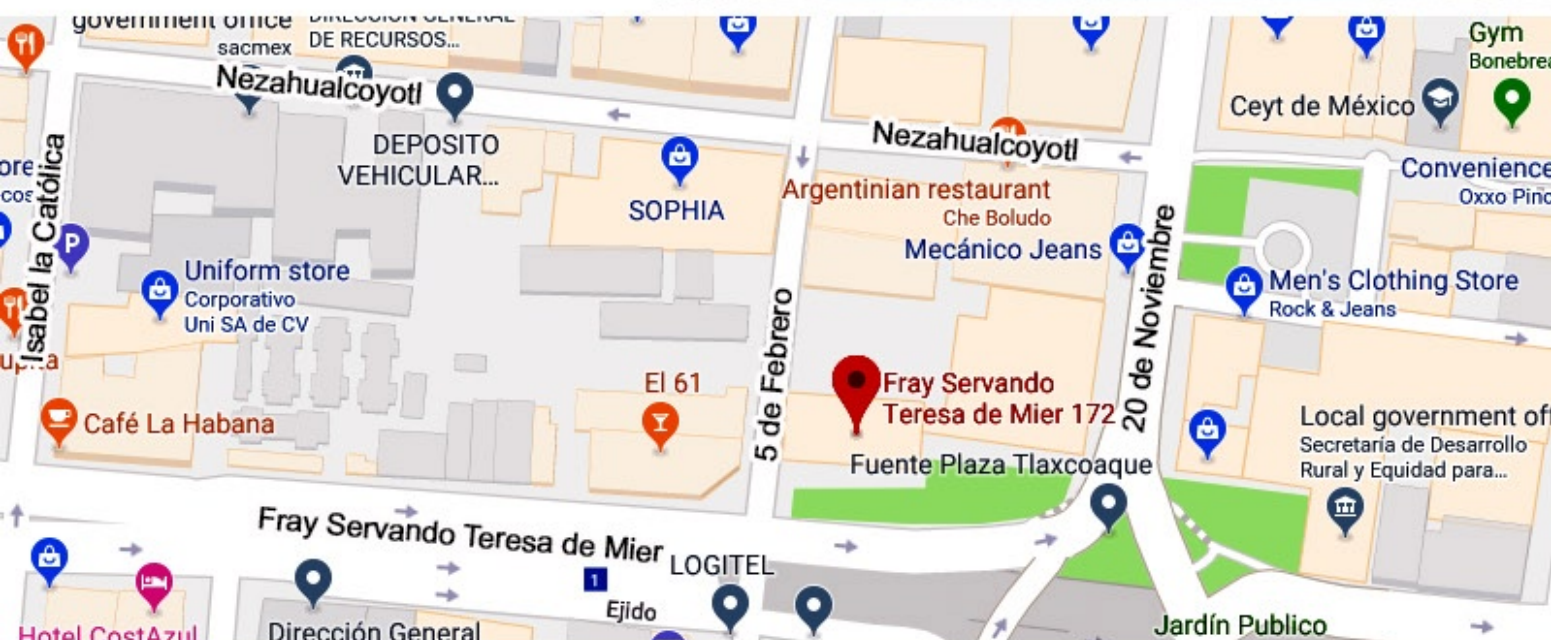 government office
sacmex
DIRECCIÓN GENERAL
DE RECURSOS...
Gym
Nezahualcoyotl
Ceyt de México
Nezahualcoyotl
DEPOSITO
VEHICULAR...
Isabel la Católica
Convenience
Argentinian restaurant
Che Boludo
SOPHIA
P
Mecánico Jeans
Uniform store
Corporativo
Uni SA de CV
Men's Clothing Store
Rock & Jeans
20 de Noviembre
5 de Febrero
El 61
Fray Servando
Teresa de Mier 172
Café La Habana
Local government
Secretaría de Desarrollo
Rural y Equidad para...
Fuente Plaza Tlaxcoaque
Fray Servando Teresa de Mier
LOGITEL
1
Ejido
Hotel CostAzul
Dirección General
Jardín Publico